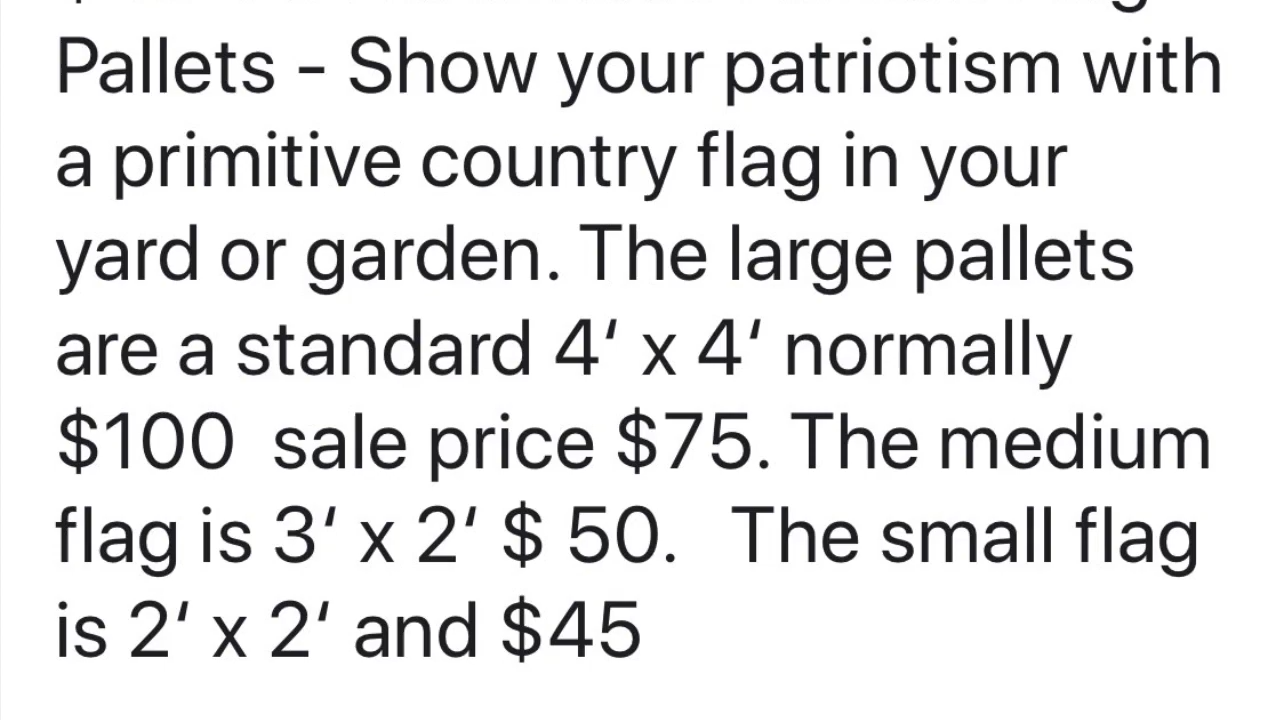 Pallets - Show your patriotism with
a primitive country flag in your
yard or garden. The large pallets
are a standard 4‘ x 4‘ normally
$100  sale price $75. The medium
flag is 3‘ x 2‘ $ 50.   The small flag
is 2‘ x 2‘ and $45